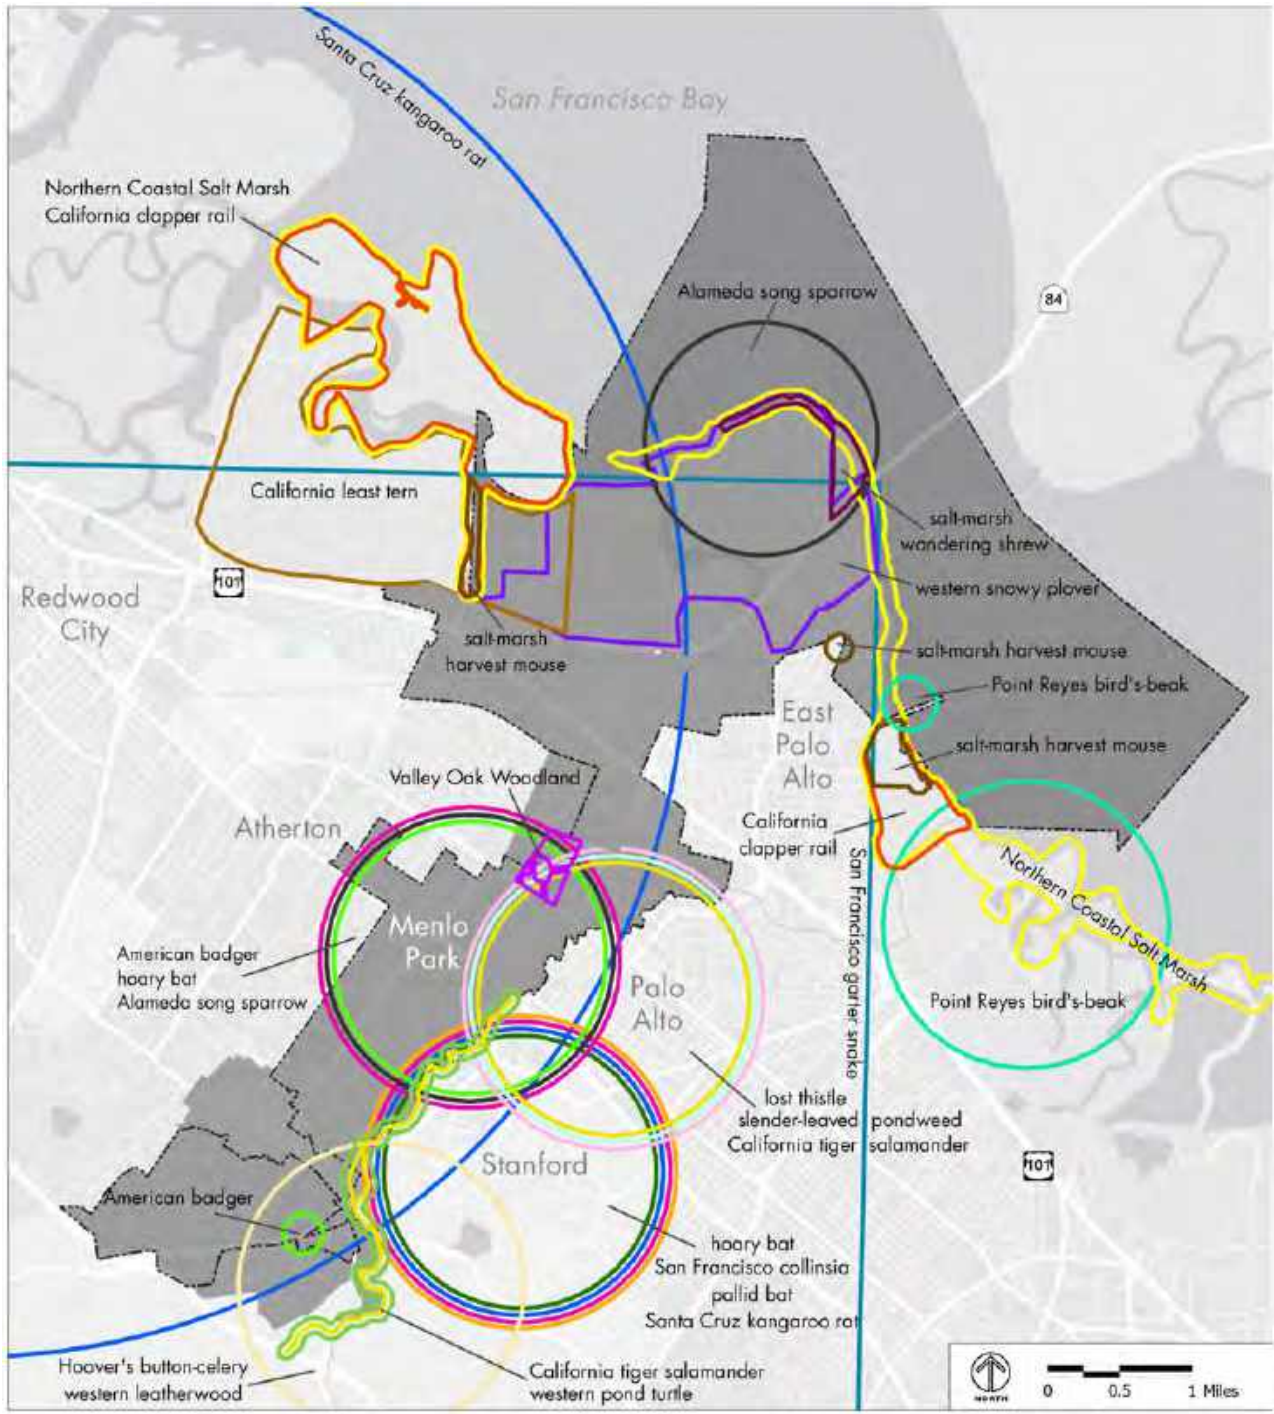 Santa Cruz kangaroo rat
San Francisco Bay
Northern Coastal Salt Marsh
California clapper rail
Alameda song sparrow
84
California least tern
salt-marsh
wandering shrew
101
western snowy plover
Redwood
City
salt-marsh
harvest mouse
salt-marsh harvest mouse
Point Reyes bird's-beak
East
Palo
Alto
salt-marsh harvest mouse
Valley Oak Woodland
Atherton
California
clapper rail
San Francisco garter snake
Northern Coastal Salt Marsh
Menlo
Park
American badger
hoary bat
Alameda song sparrow
Palo
Alto
Point Reyes bird's-beak
lost thistle
slender-leaved pondweed
California tiger salamander
Stanford
101
American badger
hoary bat
San Francisco collinsia
pallid bat
Santa Cruz kangaroo rat
Hoover's button-celery
western leatherwood
California tiger salamander
western pond turtle
NORTH
0 0.5 1 Miles